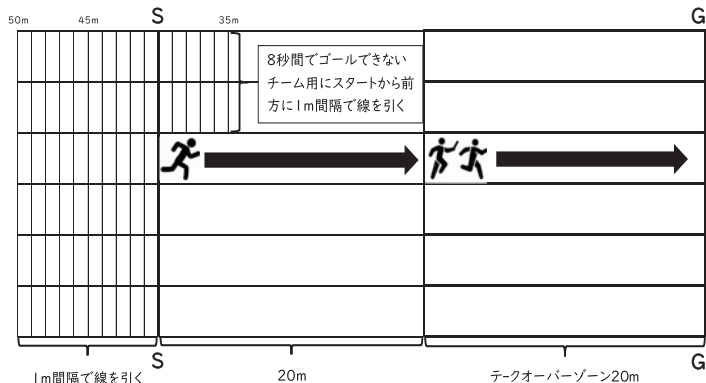 50m 45m S 35m G
8秒間でゴールできない
チーム用にスタートから前
方に1m間隔で線を引く
1m間隔で線を引く S 20m テークオーバーゾーン20m G